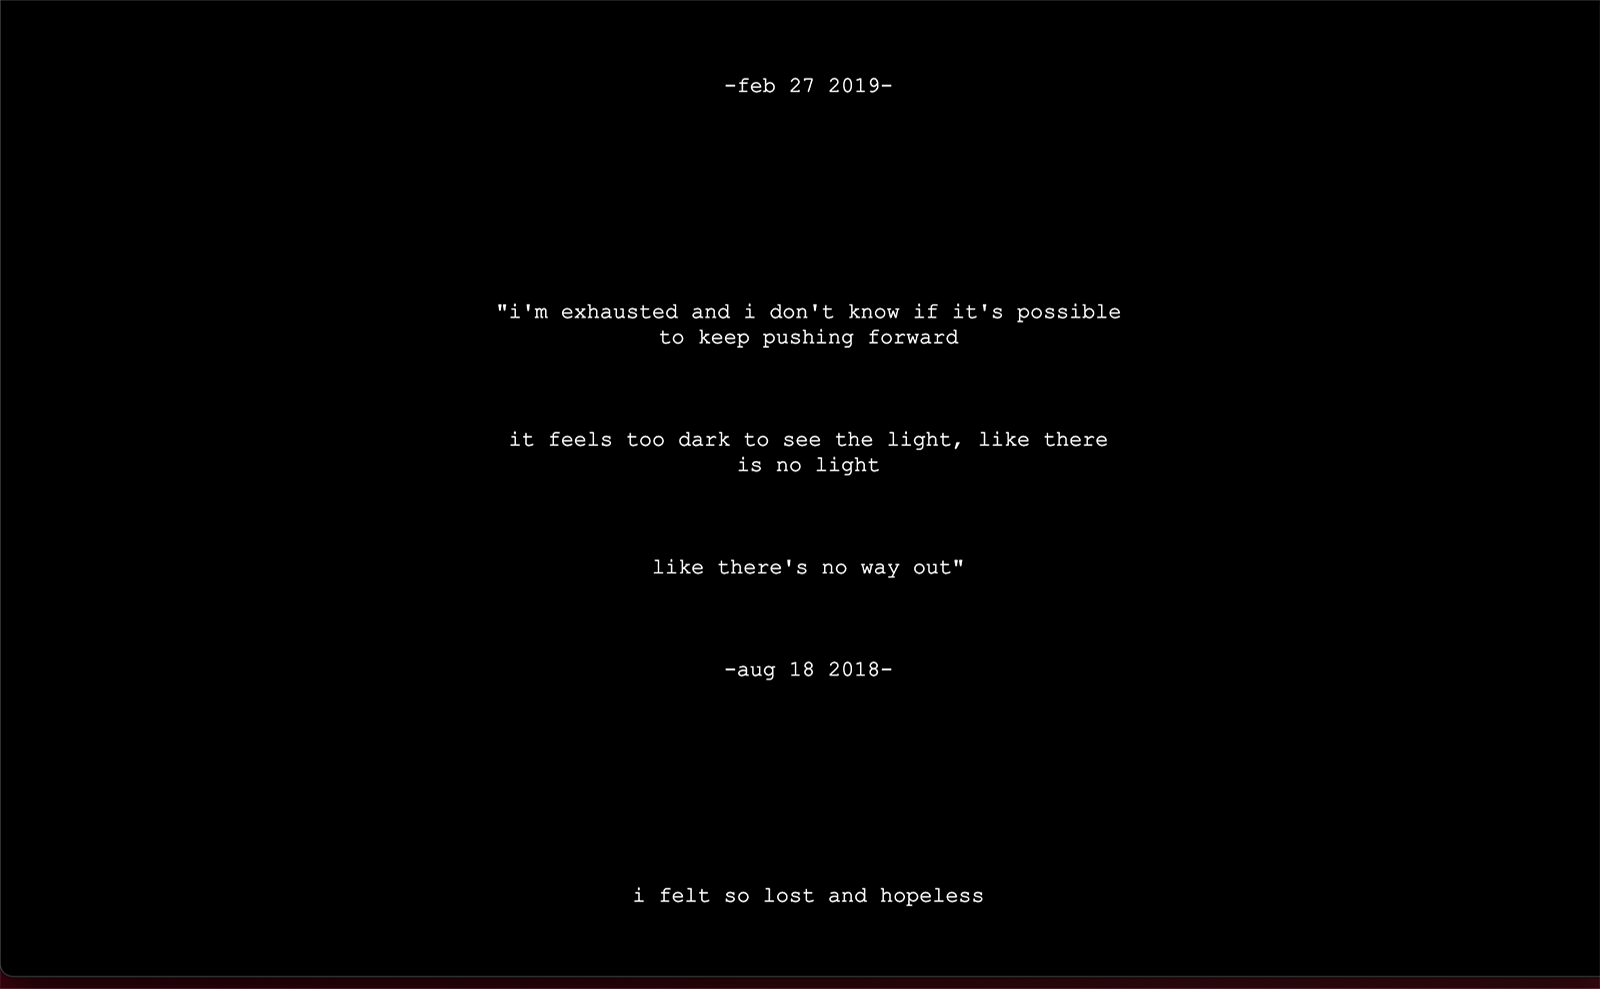 -feb 27 2019-
"i'm exhausted and i don't know if it's possible
to keep pushing forward
it feels too dark to see the light, like there
is no light
like there's no way out"
-aug 18 2018-
i felt so lost and hopeless